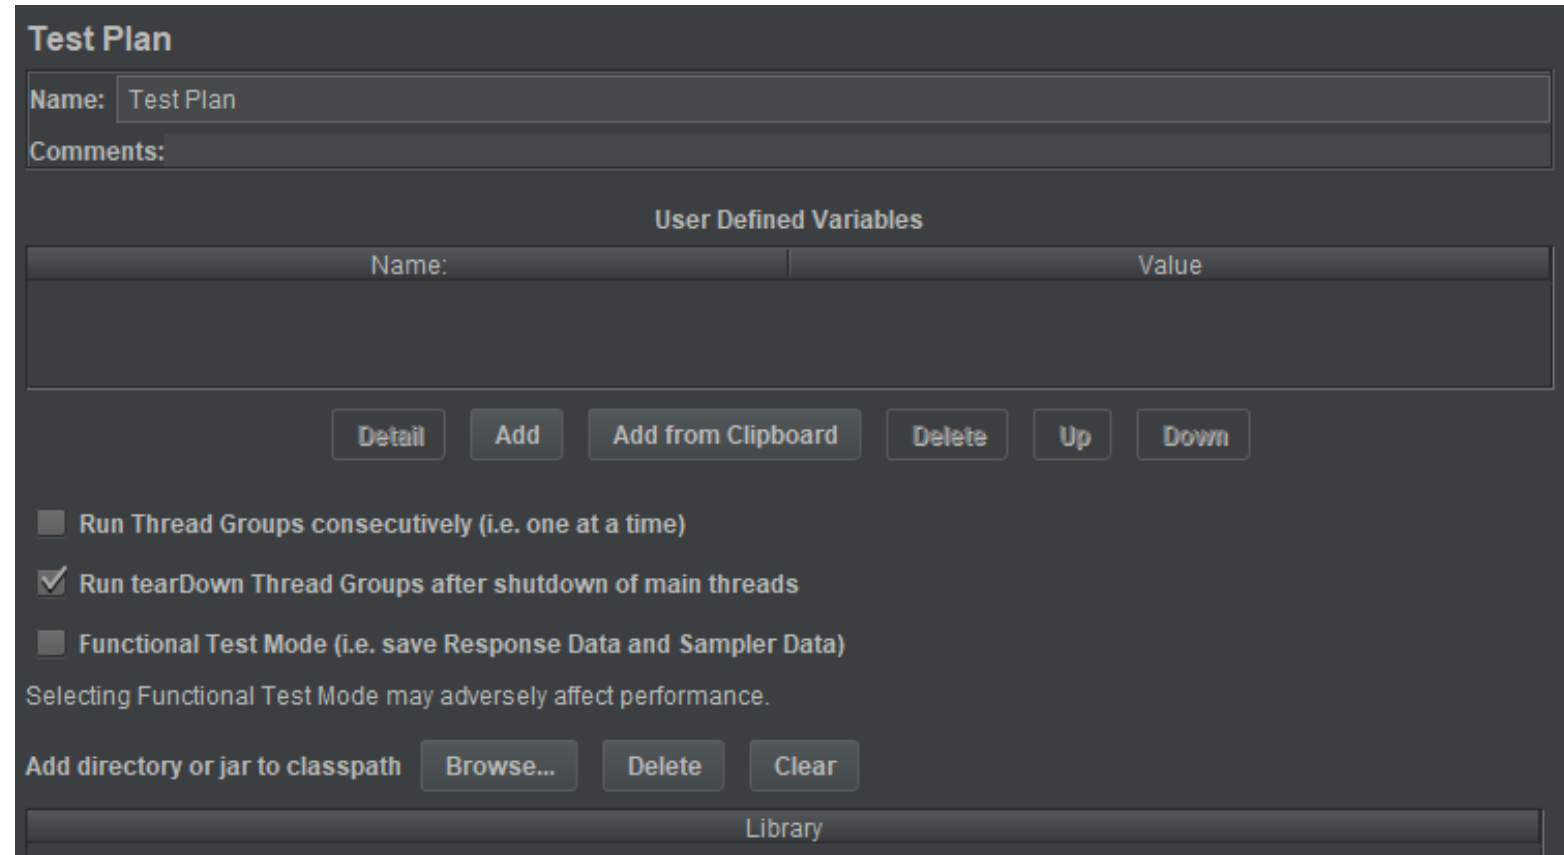 Test Plan
Name: Test Plan
Comments:
User Defined Variables
Name: Value
Detail Add Add from Clipboard Delete Up Down
Run Thread Groups consecutively (i.e. one at a time)
Run tearDown Thread Groups after shutdown of main threads
Functional Test Mode (i.e. save Response Data and Sampler Data)
Selecting Functional Test Mode may adversely affect performance.
Add directory or jar to classpath Browse... Delete Clear
Library